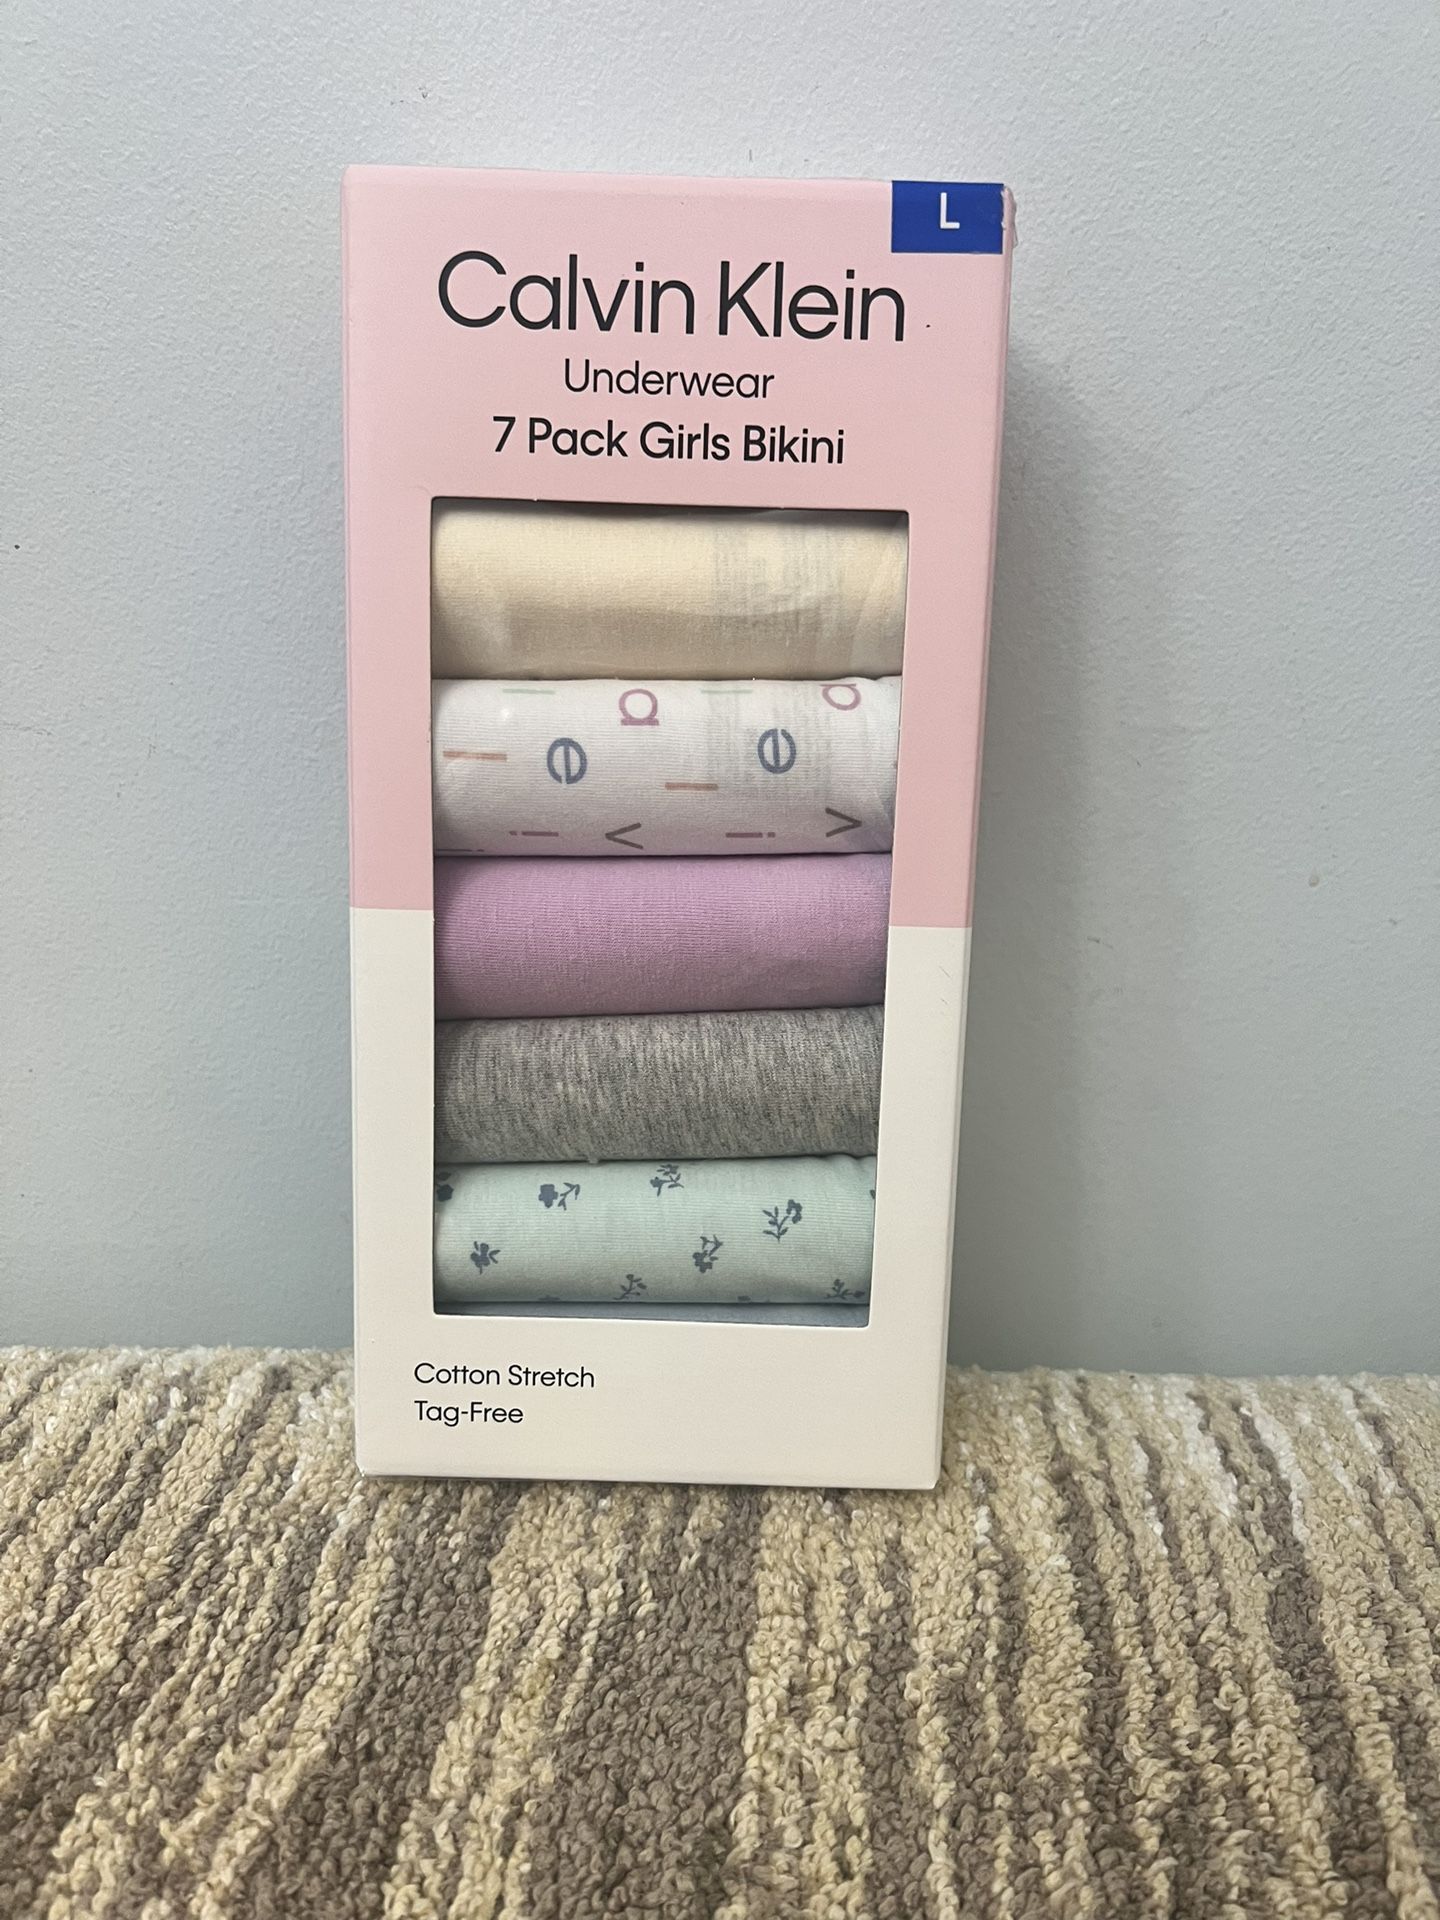 L
Calvin Klein
Underwear
7 Pack Girls Bikini
a
a
e
e
i
v
i
v
Cotton Stretch
Tag-Free